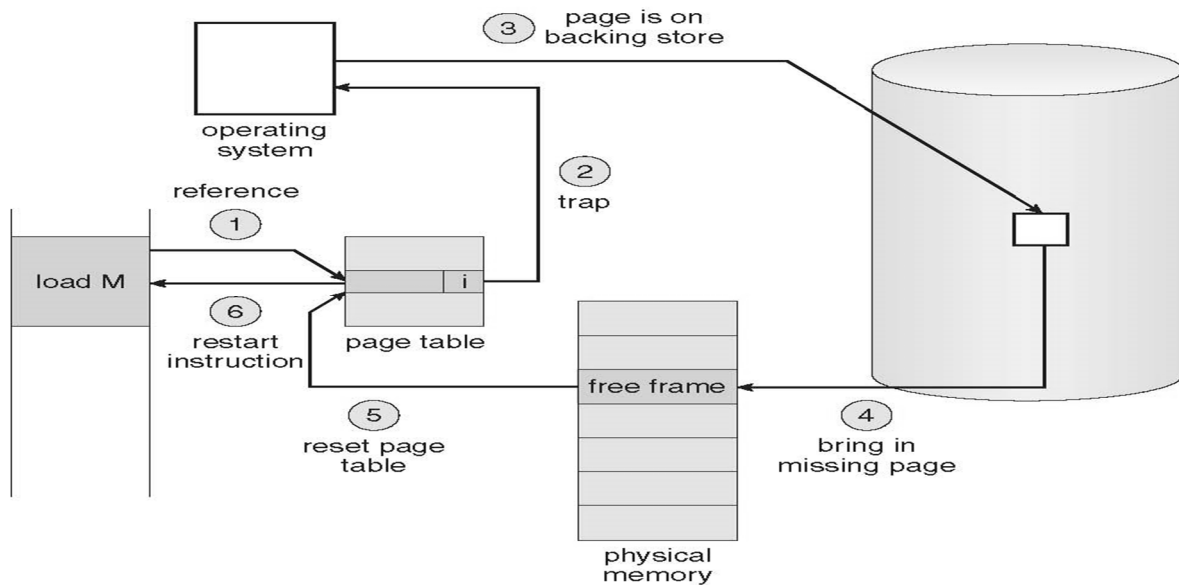 3
page is on
backing store
operating
system
2
trap
reference
1
load M
i
6
restart
instruction
page table
free frame
5
reset page
table
4
bring in
missing page
physical
memory